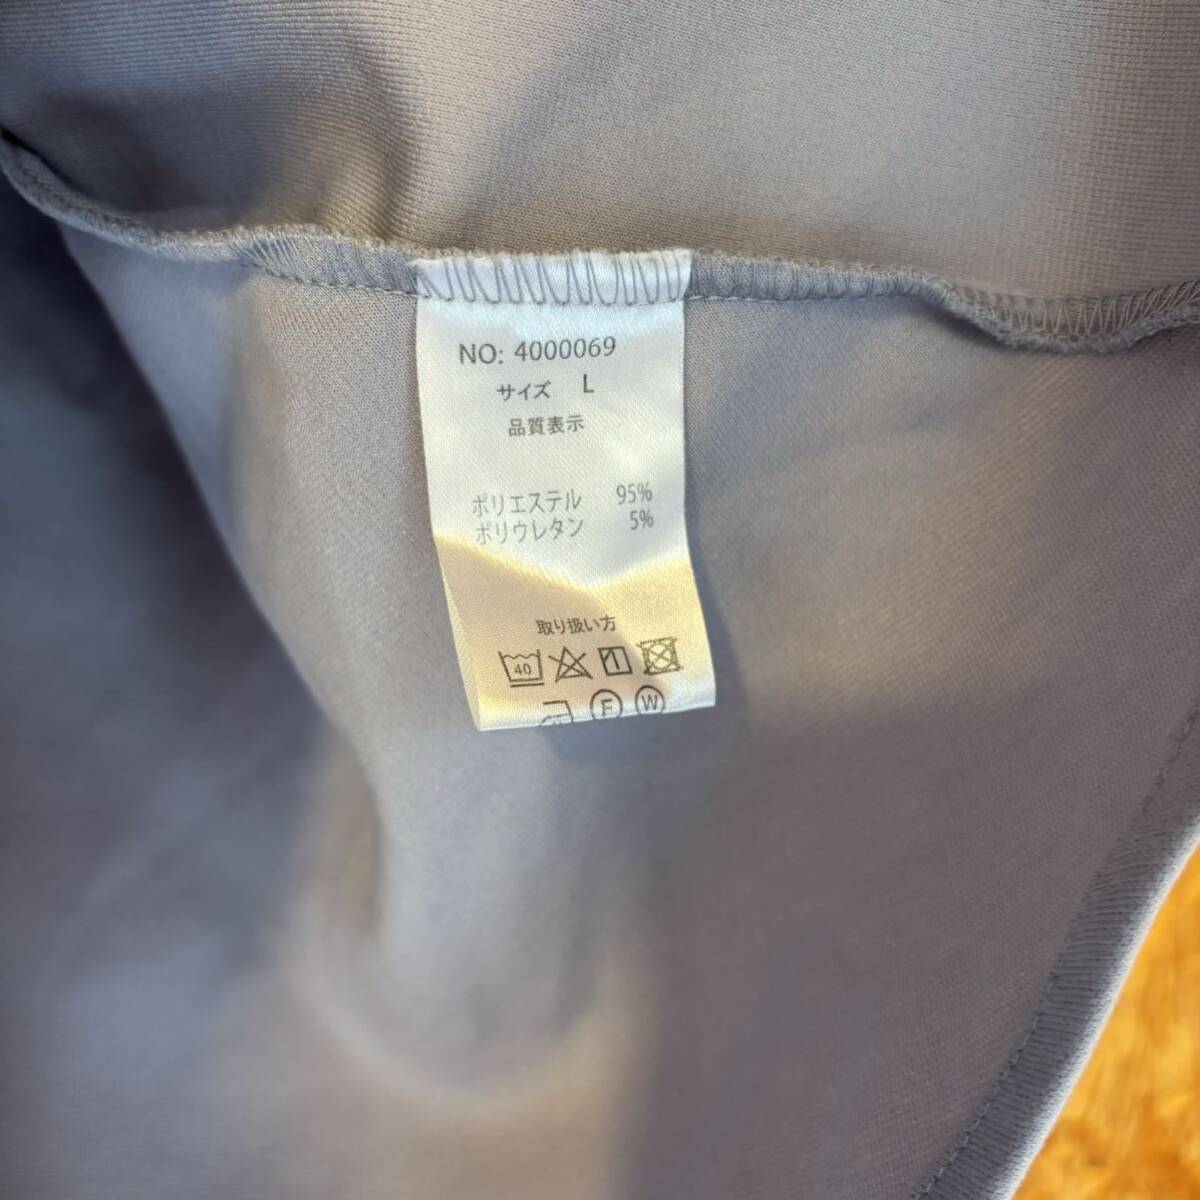 NO: 4000069
サイズ L
品質表示
ポリエステル 95%
ポリウレタン 5%
取り扱い方
40
F W